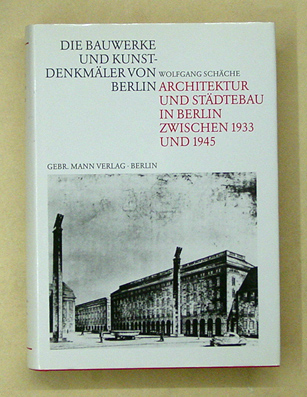 DIE BAUWERKE
UND KUNST-
DENKMÄLER VON
BERLIN
WOLFGANG SCHÄCHE
ARCHITEKTUR
UND STÄDTEBAU
IN BERLIN
ZWISCHEN 1933
UND 1945
GEBR. MANN VERLAG · BERLIN